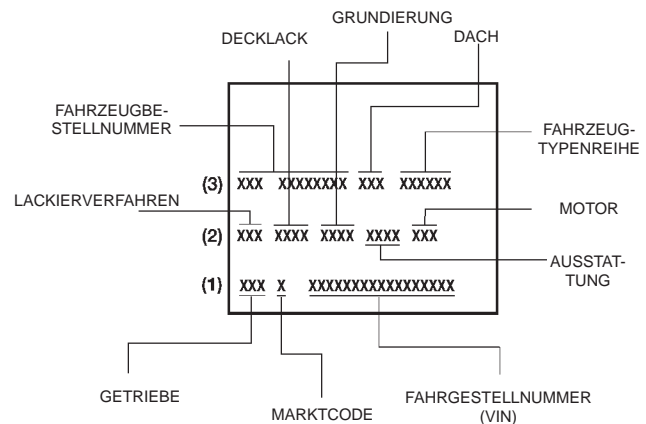 GRUNDIERUNG
DECKLACK
DACH
FAHRZEUGBE-
STELLNUMMER
FAHRZEUG-
TYPENREIHE
(3) XXX XXXXXXXX XXX XXXXXX
LACKIERVERFAHREN
MOTOR
(2) XXX XXXX XXXX XXXX XXX
AUSSTAT-
TUNG
(1) XXX X XXXXXXXXXXXXXXXXX
GETRIEBE
MARKTCODE
FAHRGESTELLNUMMER
(VIN)